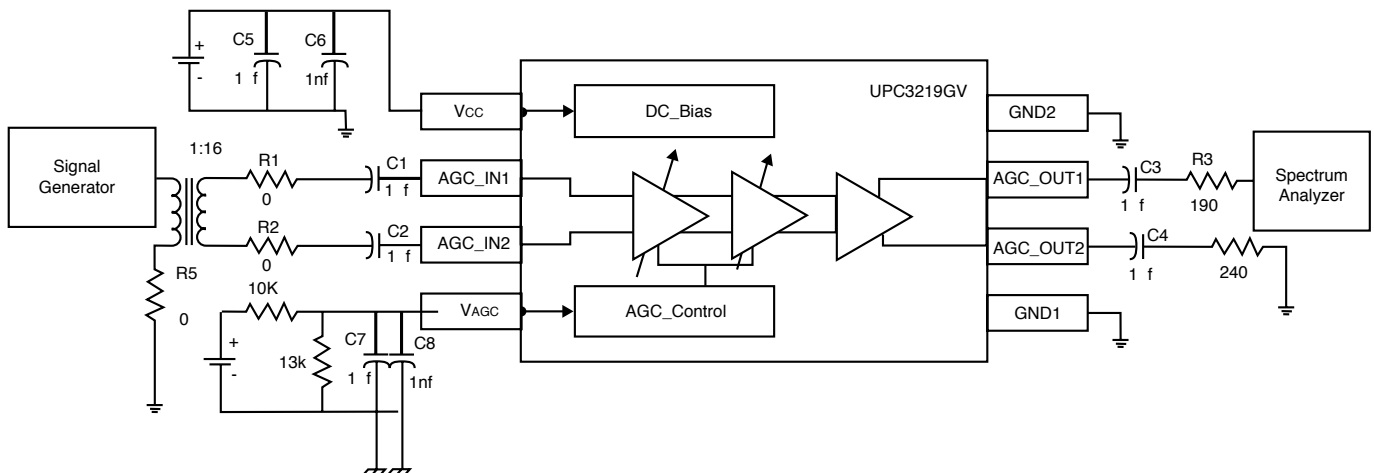 +
-
C5
1 f
C6
1nf
VCC
DC_Bias
UPC3219GV
GND2
Signal
Generator
1:16
R1
0
C1
1 f
AGC_IN1
R2
0
C2
1 f
AGC_IN2
AGC_OUT1
C3
1 f
R3
190
Spectrum
Analyzer
AGC_OUT2
C4
1 f
240
R5
0
10K
VAGC
AGC_Control
GND1
+
-
13k
C7
1 f
C8
1nf